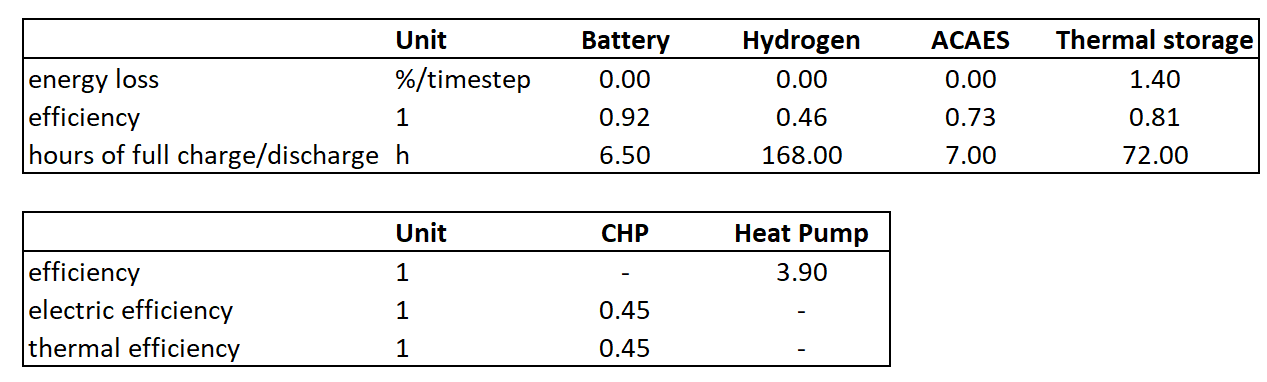 Unit Battery Hydrogen ACAES Thermal storage
energy loss %/timestep 0.00 0.00 0.00 1.40
efficiency 1 0.92 0.46 0.73 0.81
hours of full charge/discharge h 6.50 168.00 7.00 72.00
Unit CHP Heat Pump
efficiency 1 - 3.90
electric efficiency 1 0.45 -
thermal efficiency 1 0.45 -